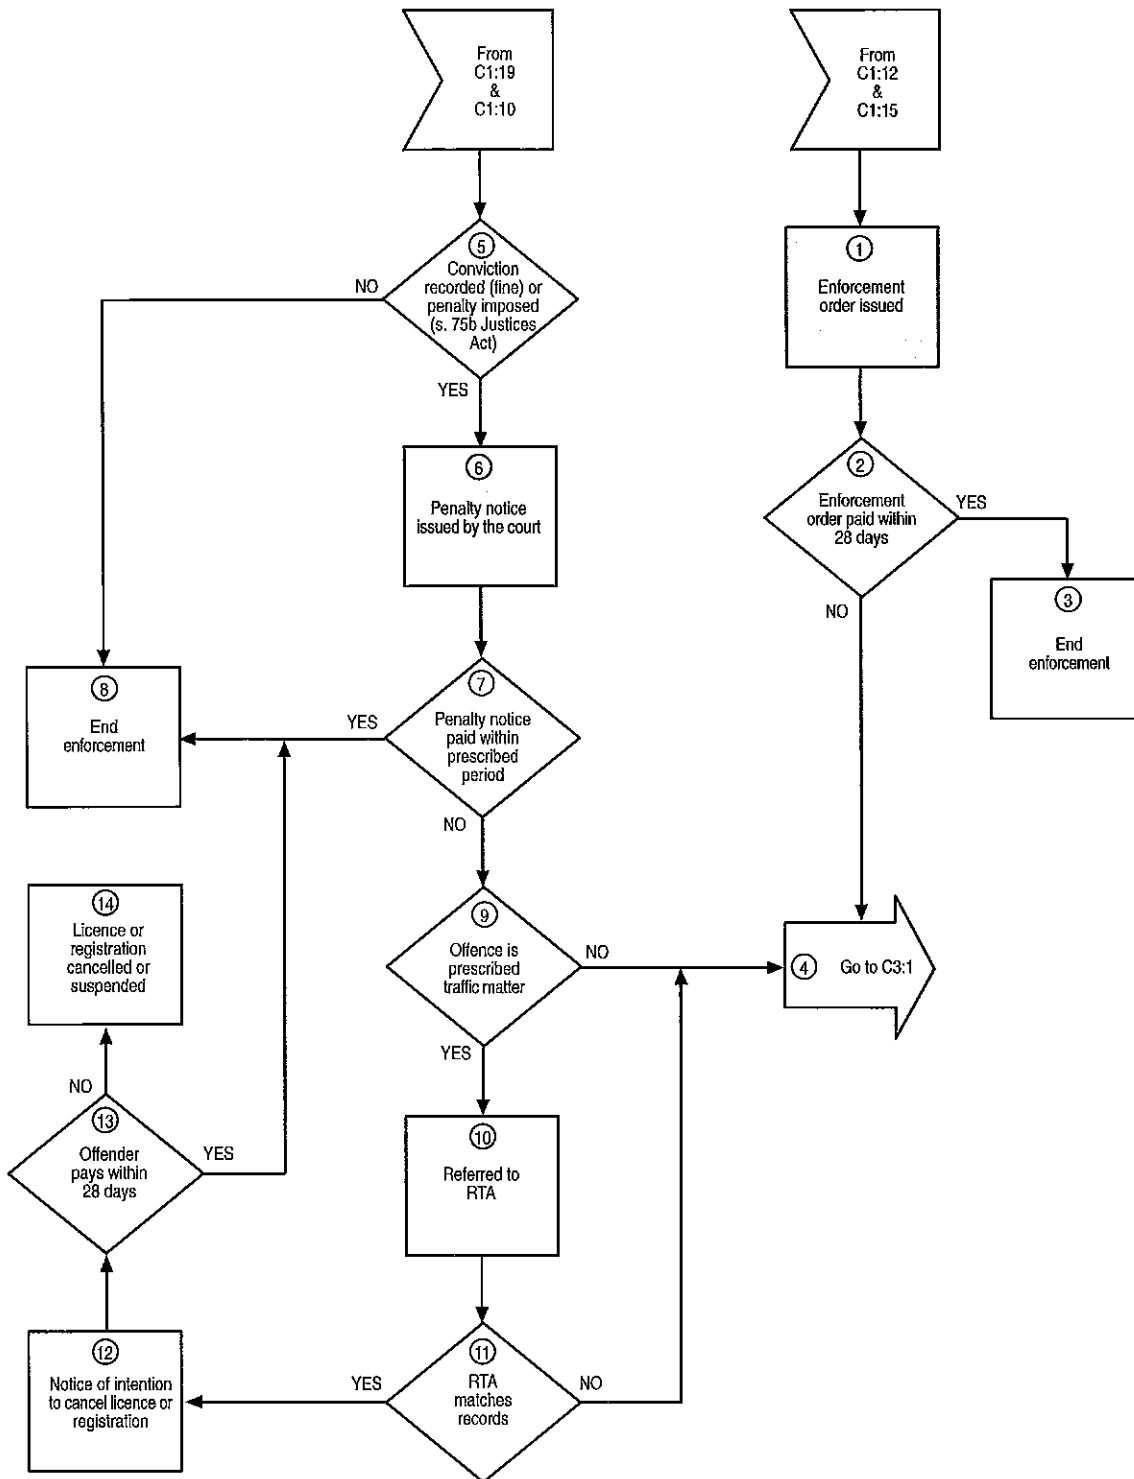 From
C1:19
&
C1:10
From
C1:12
&
C1:15
5
Conviction
recorded (fine) or
penalty imposed
(s. 75b Justices
Act)
NO
YES
1
Enforcement
order issued
6
Penalty notice
issued by the court
2
Enforcement
order paid within
28 days
YES
NO
3
End
enforcement
8
End
enforcement
YES
7
Penalty notice
paid within
prescribed
period
NO
14
Licence or
registration
cancelled or
suspended
9
Offence is
prescribed
traffic matter
NO
YES
4
Go to C3:1
NO
13
Offender
pays within
28 days
YES
10
Referred to
RTA
12
Notice of intention
to cancel licence or
registration
YES
11
RTA
matches
records
NO